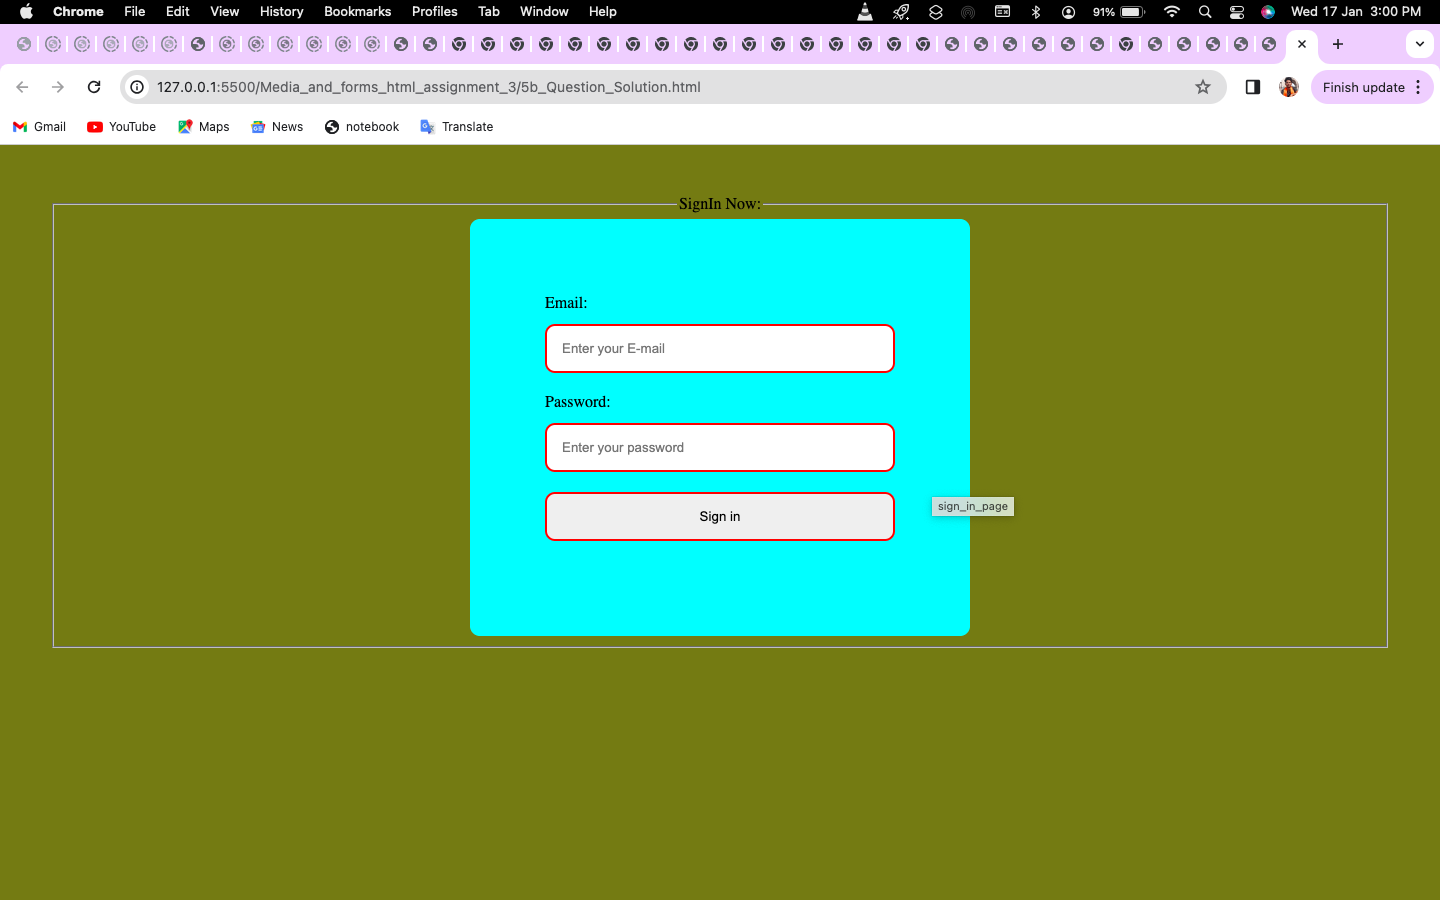 Chrome File Edit View History Bookmarks Profiles Tab Window Help 91% Wed 17 Jan 3:00 PM
127.0.0.1:5500/Media_and_forms_html_assignment_3/5b_Question_Solution.html Finish update
Gmail YouTube Maps News notebook Translate
SignIn Now:
Email:
Enter your E-mail
Password:
Enter your password
Sign in
sign_in_page